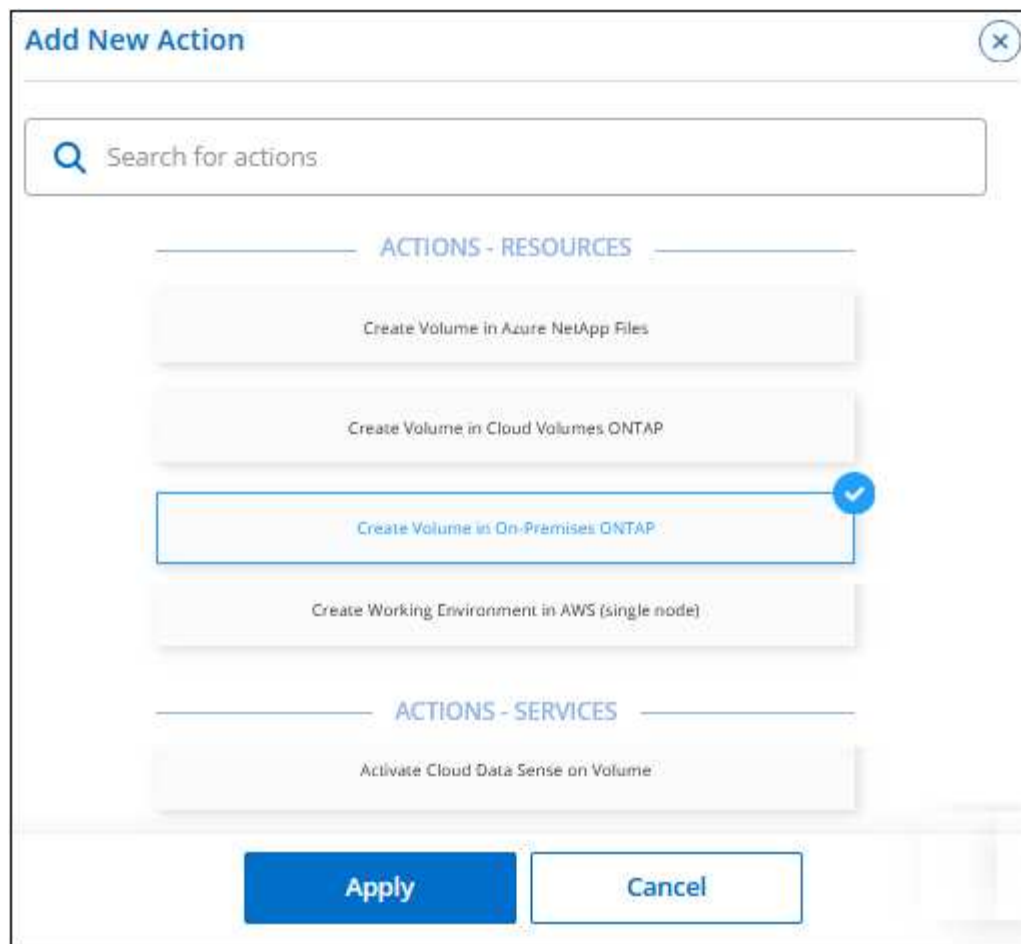 Add New Action
Search for actions
ACTIONS - RESOURCES
Create Volume in Azure NetApp Files
Create Volume in Cloud Volumes ONTAP
Create Volume in On-Premises ONTAP
Create Working Environment in AWS (single node)
ACTIONS - SERVICES
Activate Cloud Data Sense on Volume
Apply
Cancel